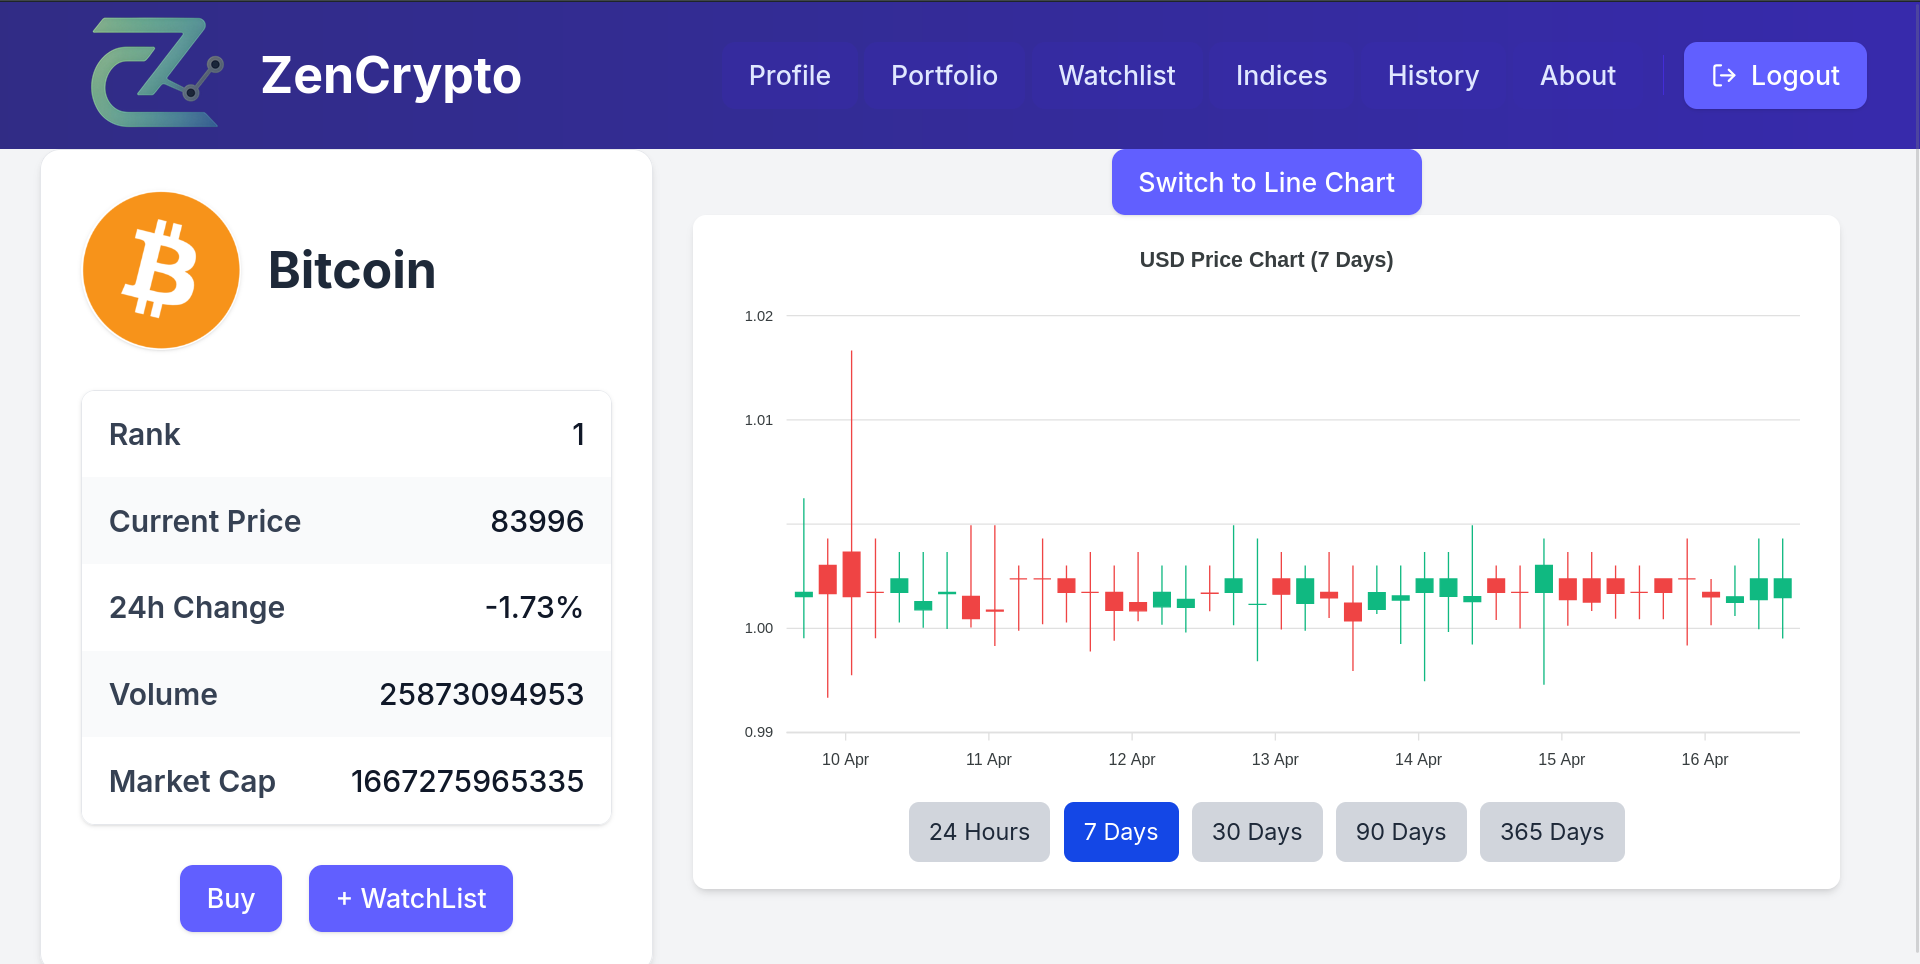 ZenCrypto
Profile
Portfolio
Watchlist
Indices
History
About
Logout
Bitcoin
Rank 1
Current Price 83996
24h Change -1.73%
Volume 25873094953
Market Cap 1667275965335
Buy
+ WatchList
Switch to Line Chart
USD Price Chart (7 Days)
1.02
1.01
1.00
0.99
10 Apr 11 Apr 12 Apr 13 Apr 14 Apr 15 Apr 16 Apr
24 Hours
7 Days
30 Days
90 Days
365 Days